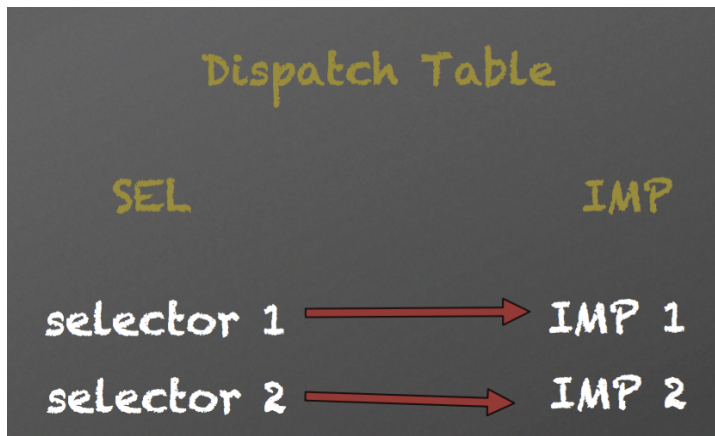 Dispatch Table
SEL IMP
selector 1 IMP 1
selector 2 IMP 2